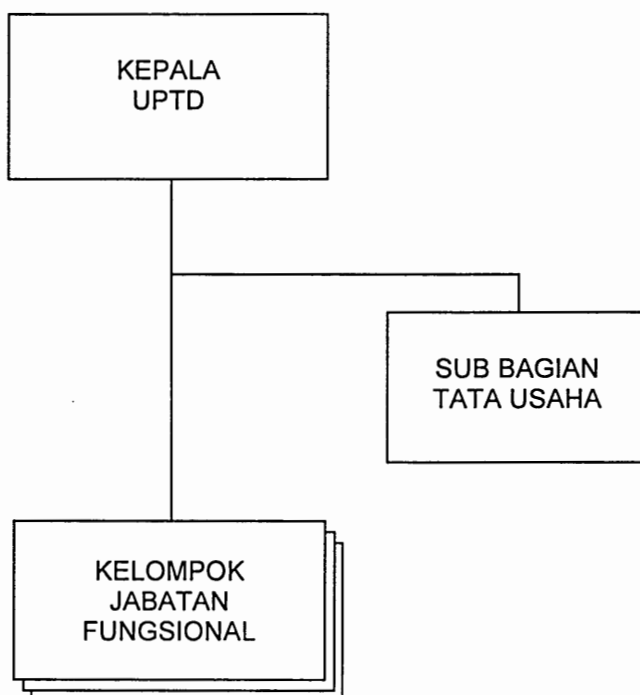 KEPALA
UPTD
SUB BAGIAN
TATA USAHA
KELOMPOK
JABATAN
FUNGSIONAL